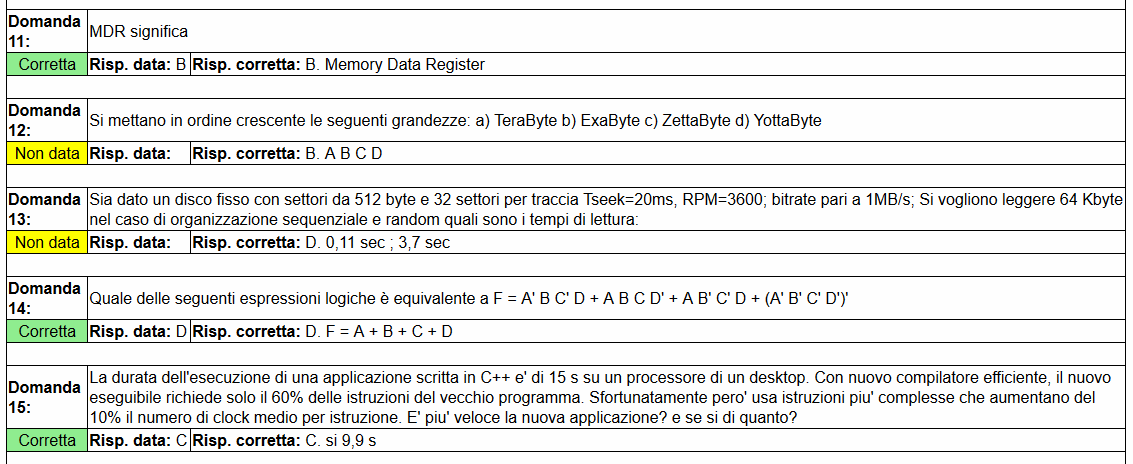 Domanda 11:
MDR significa
Corretta
Risp. data: B
Risp. corretta: B. Memory Data Register
Domanda 12:
Si mettano in ordine crescente le seguenti grandezze: a) TeraByte b) ExaByte c) ZettaByte d) YottaByte
Non data
Risp. data:
Risp. corretta: B. A B C D
Domanda 13:
Sia dato un disco fisso con settori da 512 byte e 32 settori per traccia Tseek=20ms, RPM=3600; bitrate pari a 1MB/s; Si vogliono leggere 64 Kbyte
nel caso di organizzazione sequenziale e random quali sono i tempi di lettura:
Non data
Risp. data:
Risp. corretta: D. 0,11 sec ; 3,7 sec
Domanda 14:
Quale delle seguenti espressioni logiche è equivalente a F = A' B C' D + A B C D' + A B' C' D + (A' B' C' D')'
Corretta
Risp. data: D
Risp. corretta: D. F = A + B + C + D
Domanda 15:
La durata dell'esecuzione di una applicazione scritta in C++ e' di 15 s su un processore di un desktop. Con nuovo compilatore efficiente, il nuovo
eseguibile richiede solo il 60% delle istruzioni del vecchio programma. Sfortunatamente pero' usa istruzioni piu' complesse che aumentano del
10% il numero di clock medio per istruzione. E' piu' veloce la nuova applicazione? e se si di quanto?
Corretta
Risp. data: C
Risp. corretta: C. si 9,9 s